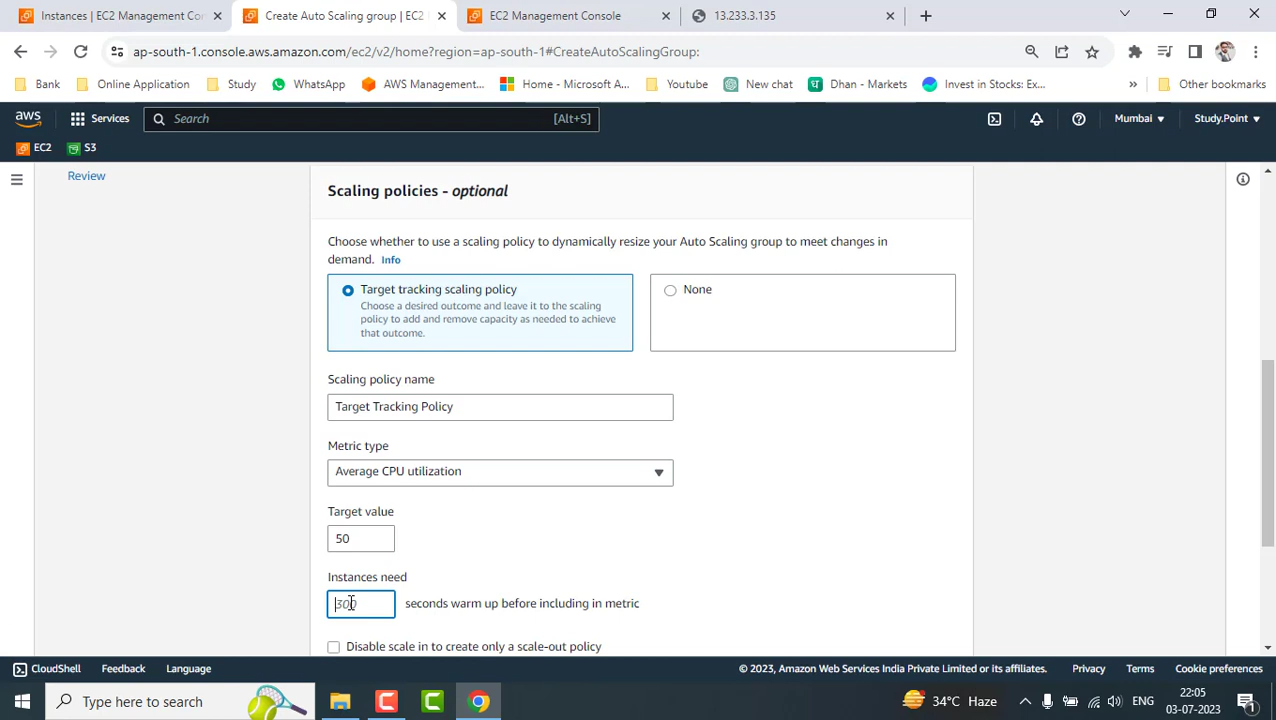 Instances | EC2 Management Con
Create Auto Scaling group | EC2
EC2 Management Console
13.233.3.135
ap-south-1.console.aws.amazon.com/ec2/v2/home?region=ap-south-1#CreateAutoScalingGroup:
Bank
Online Application
Study
WhatsApp
AWS Management...
Home - Microsoft A...
Youtube
New chat
Dhan - Markets
Invest in Stocks: Ex...
Other bookmarks
aws
Services
Search
[Alt+S]
Mumbai
Study.Point
EC2
S3
Review
Scaling policies - optional
Choose whether to use a scaling policy to dynamically resize your Auto Scaling group to meet changes in
demand. Info
Target tracking scaling policy
Choose a desired outcome and leave it to the scaling
policy to add and remove capacity as needed to achieve
that outcome.
None
Scaling policy name
Target Tracking Policy
Metric type
Average CPU utilization
Target value
50
Instances need
300
seconds warm up before including in metric
Disable scale in to create only a scale-out policy
CloudShell
Feedback
Language
© 2023, Amazon Web Services India Private Limited or its affiliates.
Privacy
Terms
Cookie preferences
Type here to search
34°C Haze
ENG
22:05
03-07-2023
1